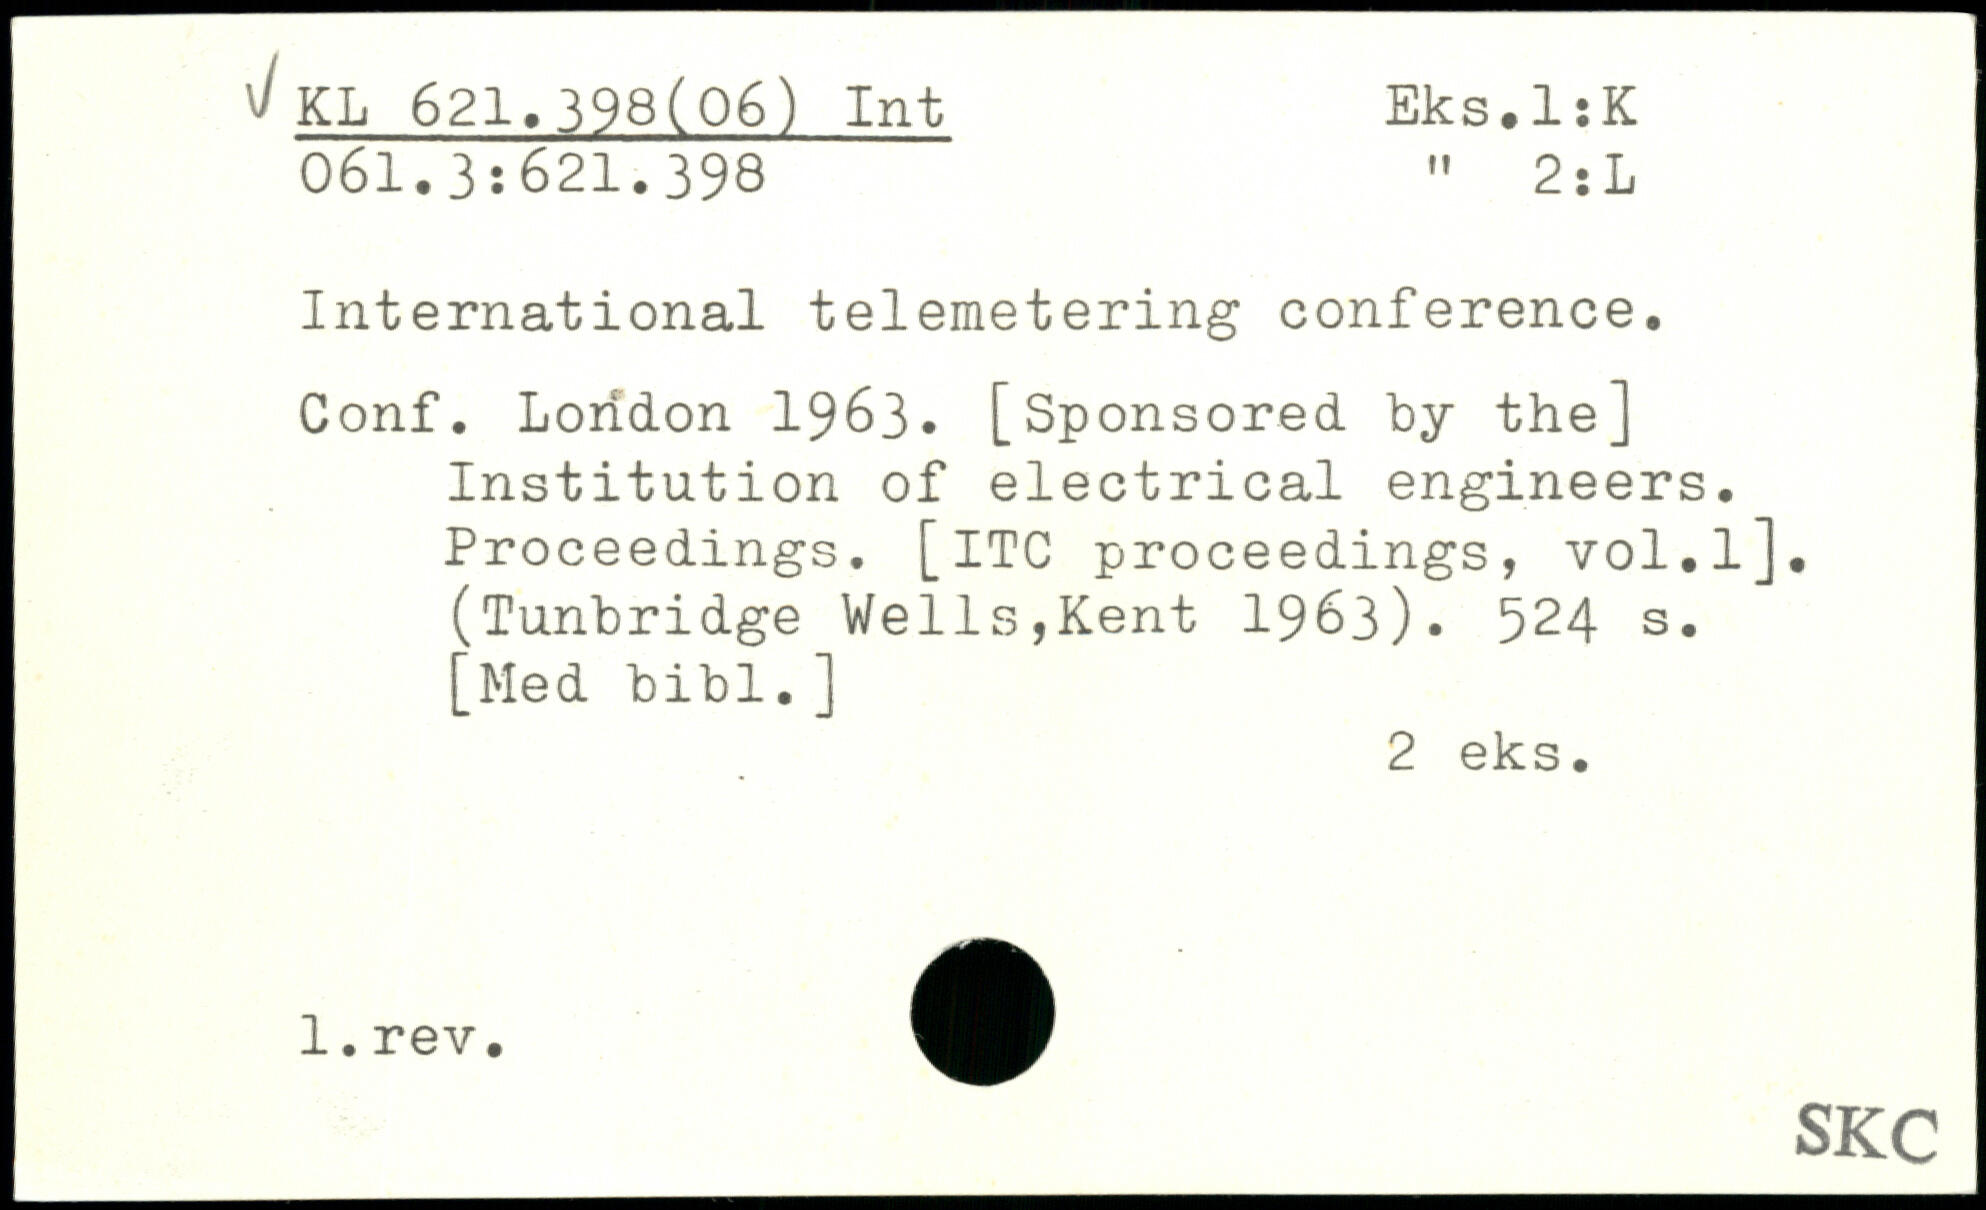 ✓ KL 621.398(06) Int Eks.1:K
061.3:621.398 " 2:L
International telemetering conference.
Conf. London 1963. [Sponsored by the]
Institution of electrical engineers.
Proceedings. [ITC proceedings, vol.1].
(Tunbridge Wells,Kent 1963). 524 s.
[Med bibl.]
2 eks.
1.rev.
SKC